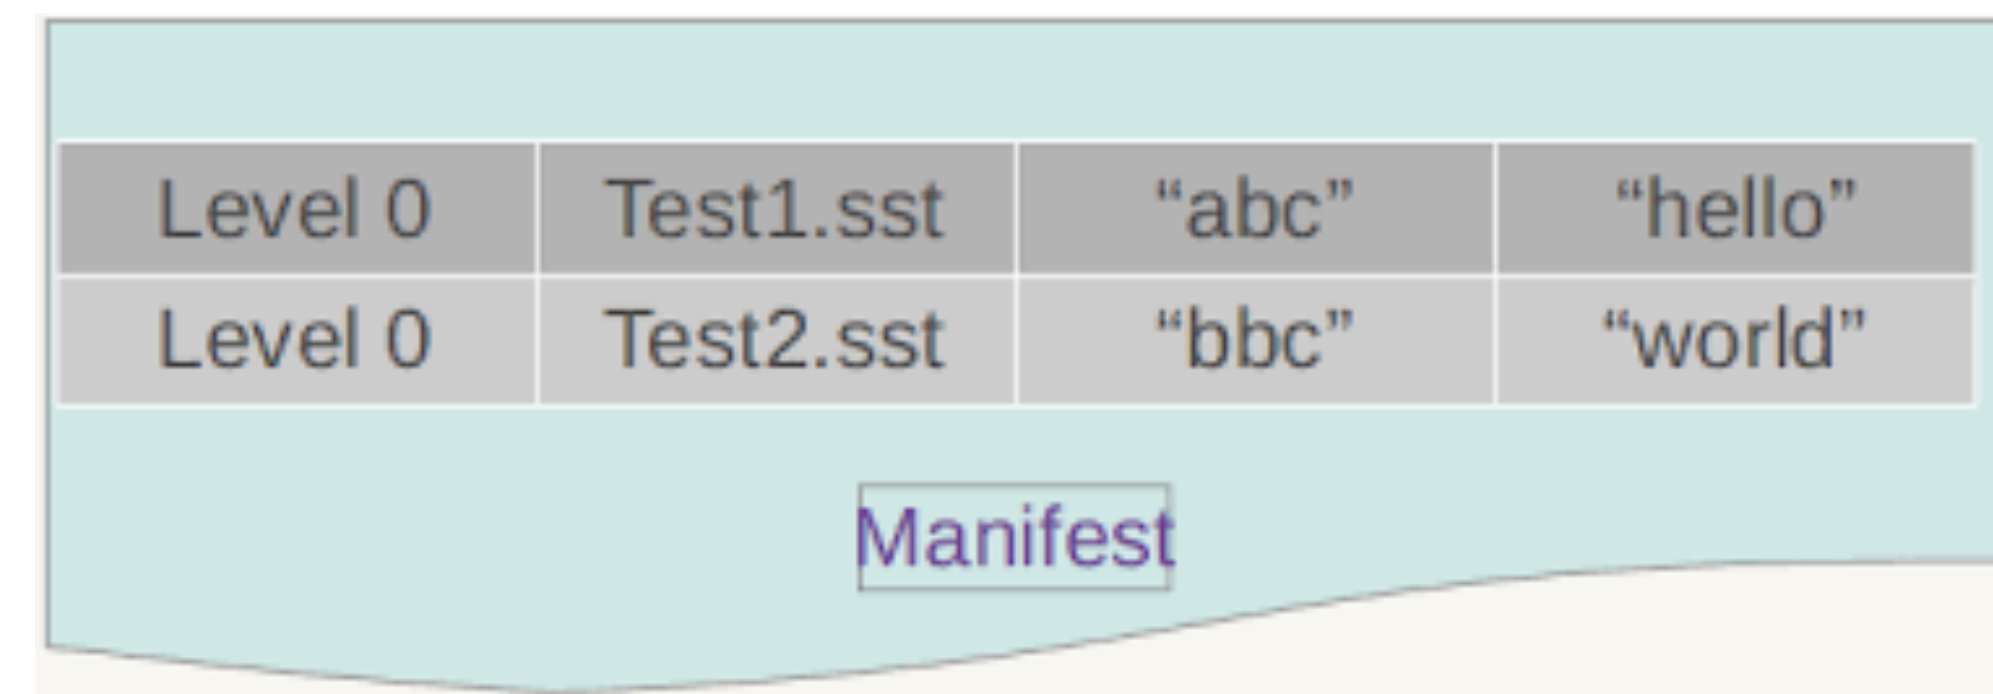 Level 0 Test1.sst “abc” “hello”
Level 0 Test2.sst “bbc” “world”
Manifest